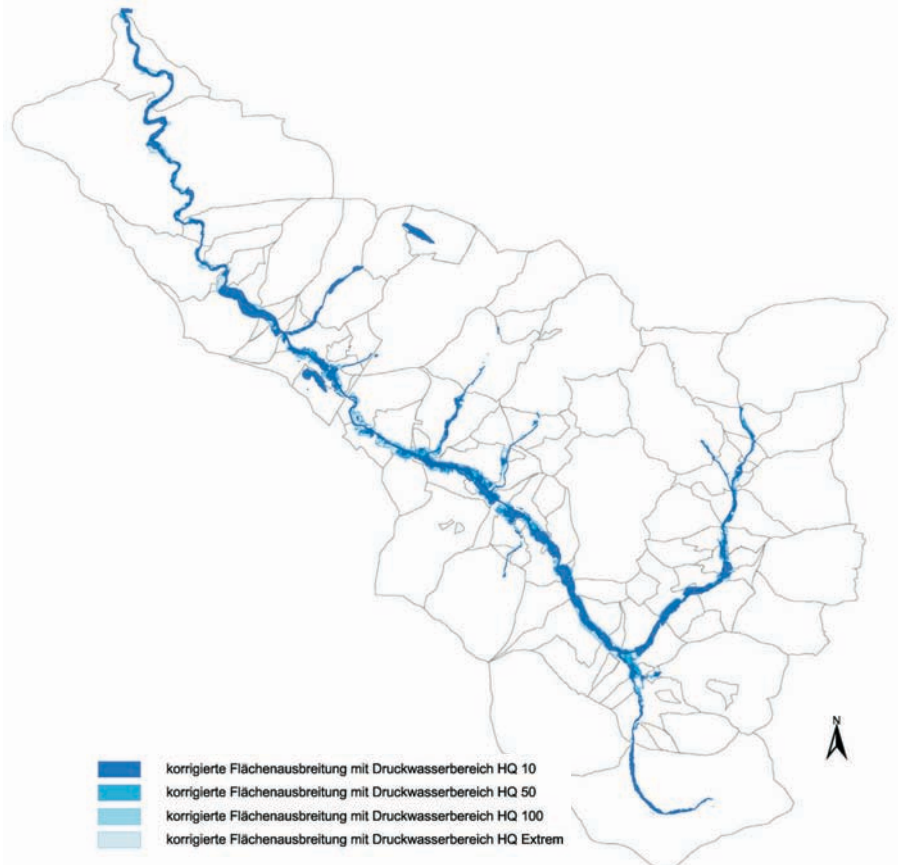 N
korrigierte Flächenausbreitung mit Druckwasserbereich HQ 10
korrigierte Flächenausbreitung mit Druckwasserbereich HQ 50
korrigierte Flächenausbreitung mit Druckwasserbereich HQ 100
korrigierte Flächenausbreitung mit Druckwasserbereich HQ Extrem